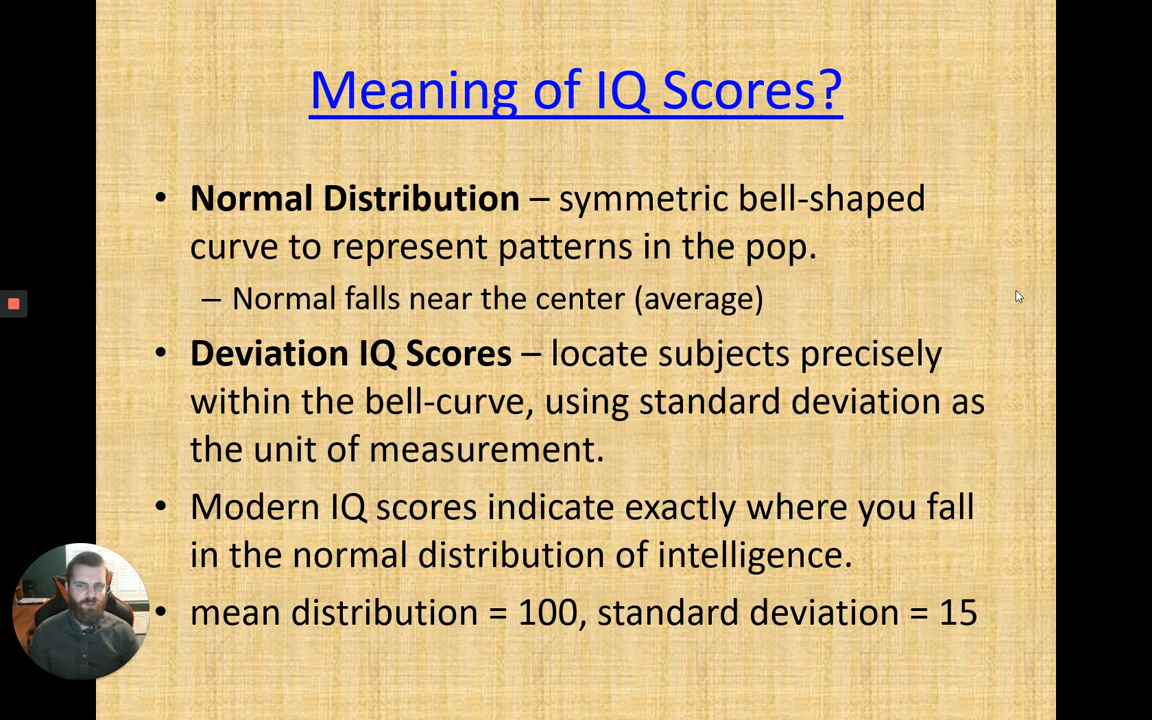 Meaning of IQ Scores?
• Normal Distribution – symmetric bell-shaped
curve to represent patterns in the pop.
– Normal falls near the center (average)
• Deviation IQ Scores – locate subjects precisely
within the bell-curve, using standard deviation as
the unit of measurement.
• Modern IQ scores indicate exactly where you fall
in the normal distribution of intelligence.
• mean distribution = 100, standard deviation = 15